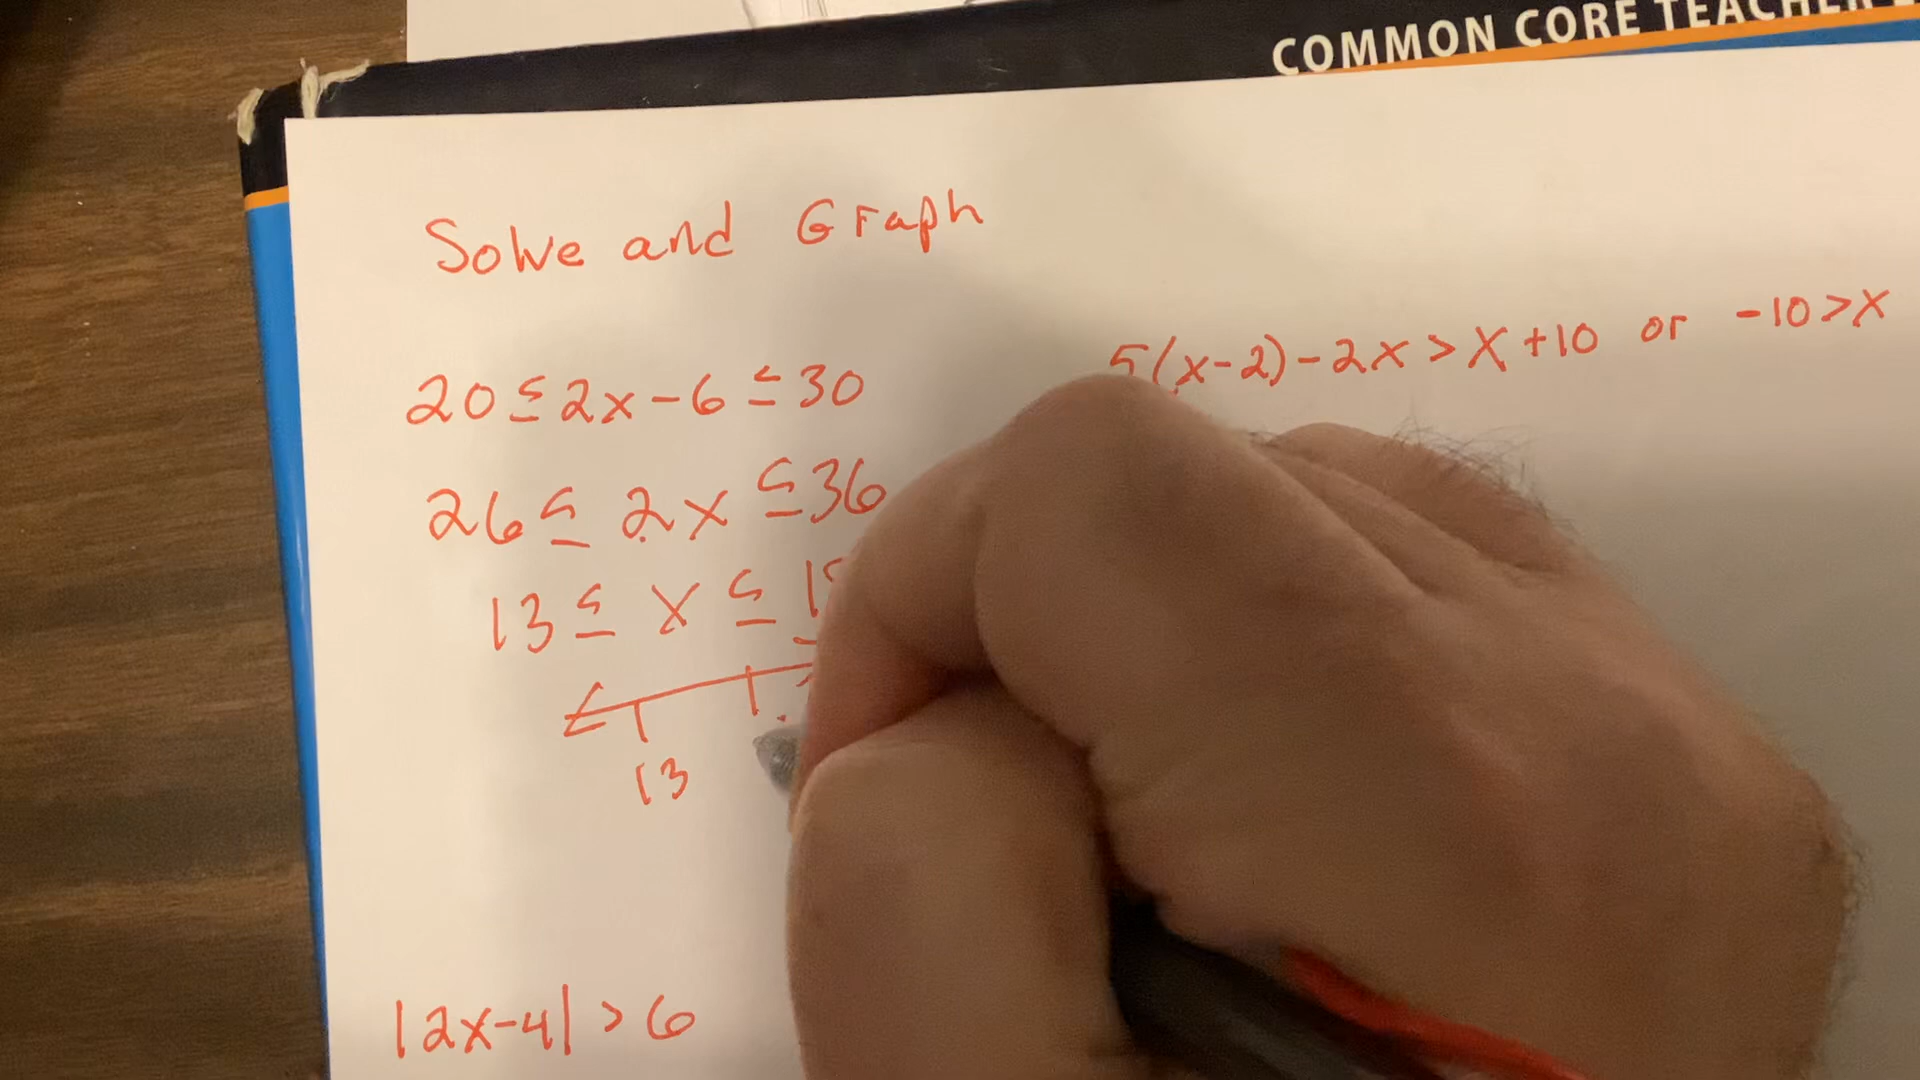 COMMON CORE
Solve and Graph
20 ≤ 2x - 6 ≤ 30
5(x-2) - 2x > x + 10 or -10 > x
26 ≤ 2x ≤ 36
13 ≤ x ≤
13
|2x-4| > 6